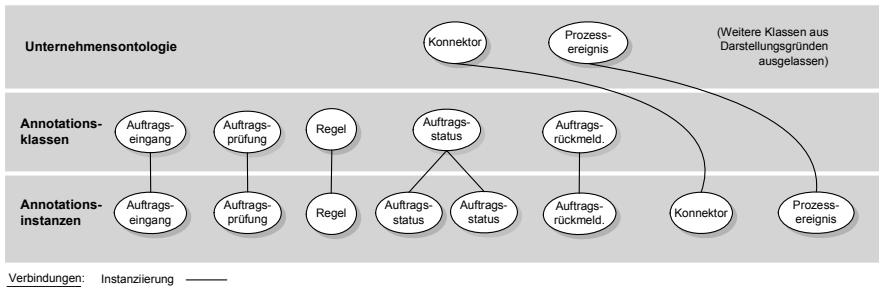 Unternehmensontologie
Konnektor
Prozess-
ereignis
(Weitere Klassen aus
Darstellungsgründen
ausgelassen)
Annotations-
klassen
Auftrags-
eingang
Auftrags-
prüfung
Regel
Auftrags-
status
Auftrags-
rückmeld.
Annotations-
instanzen
Auftrags-
eingang
Auftrags-
prüfung
Regel
Auftrags-
status
Auftrags-
status
Auftrags-
rückmeld.
Konnektor
Prozess-
ereignis
Verbindungen: Instanziierung